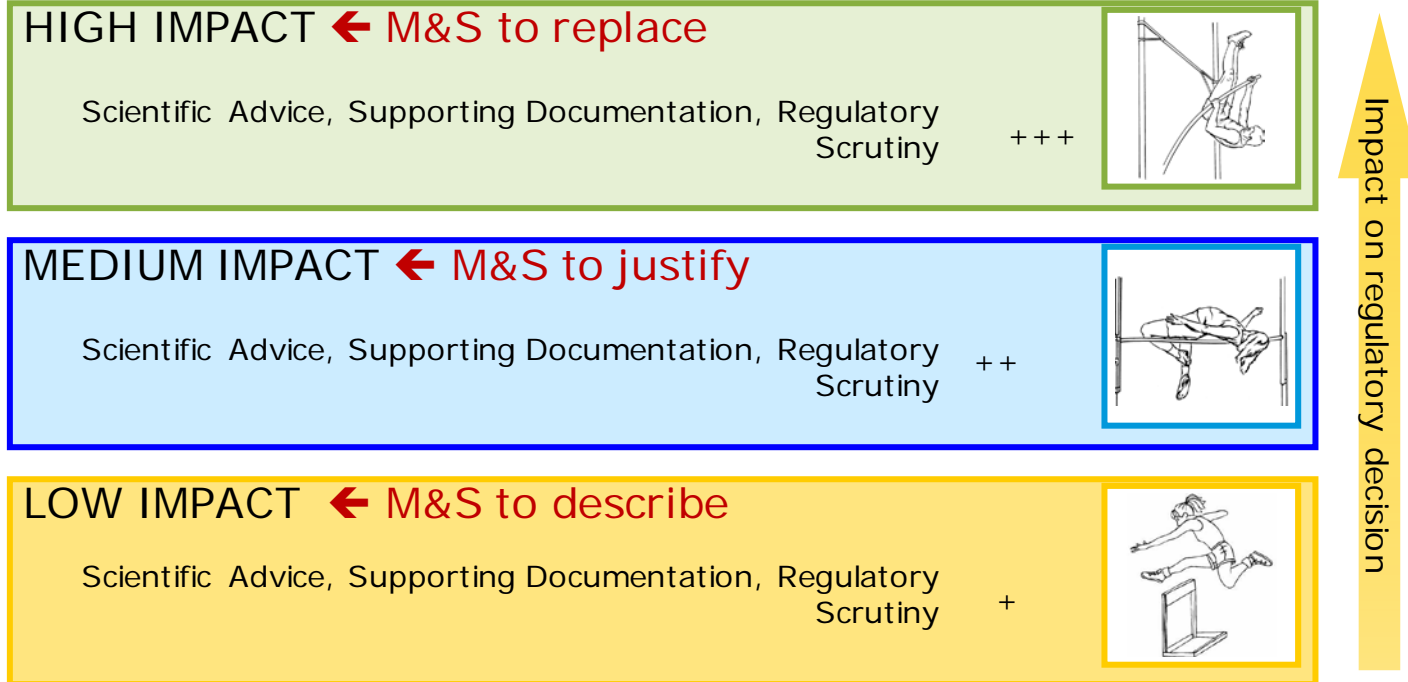 HIGH IMPACT 🡸 M&S to replace
Scientific Advice, Supporting Documentation, Regulatory
Scrutiny +++
MEDIUM IMPACT 🡸 M&S to justify
Scientific Advice, Supporting Documentation, Regulatory
Scrutiny ++
LOW IMPACT 🡸 M&S to describe
Scientific Advice, Supporting Documentation, Regulatory
Scrutiny +
Impact on regulatory decision